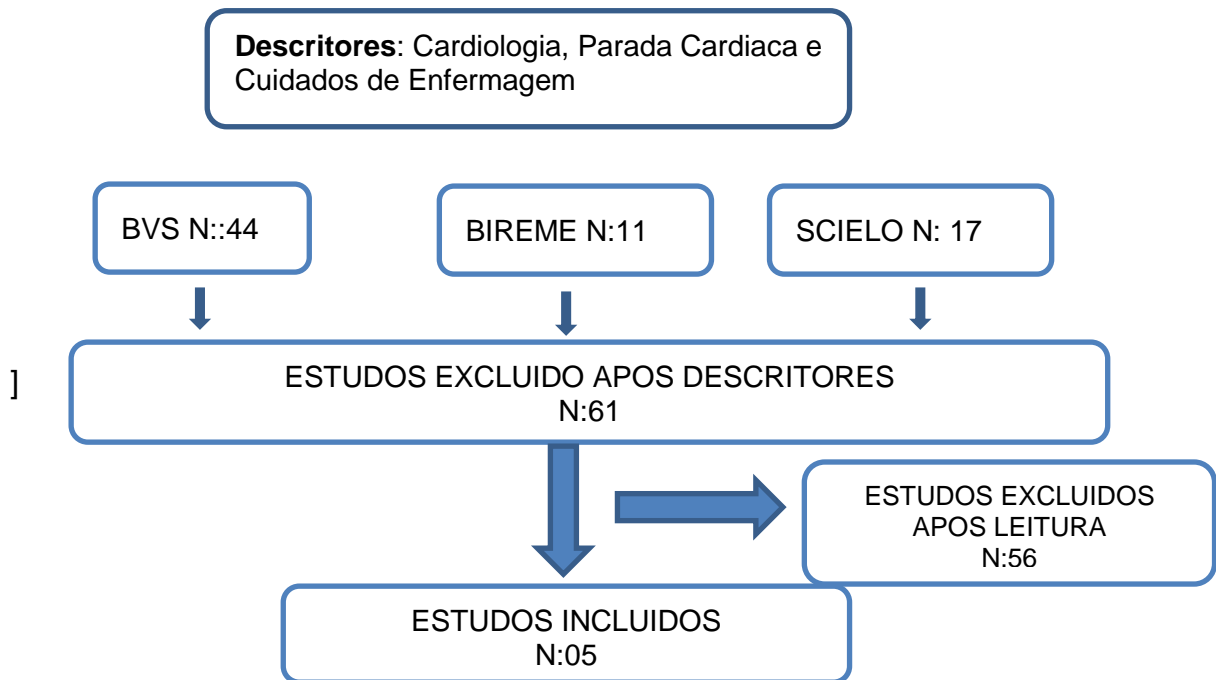 Descritores: Cardiologia, Parada Cardiaca e
Cuidados de Enfermagem
BVS N::44
BIREME N:11
SCIELO N: 17
]
ESTUDOS EXCLUIDO APOS DESCRITORES
N:61
ESTUDOS EXCLUIDOS
APOS LEITURA
N:56
ESTUDOS INCLUIDOS
N:05